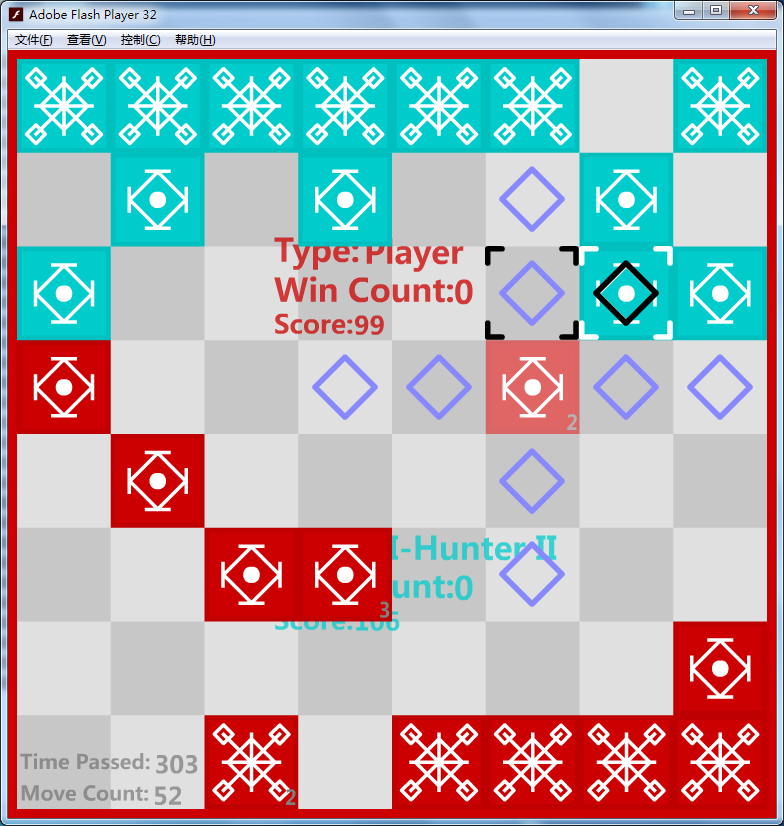 Adobe Flash Player 32
文件(F) 查看(V) 控制(C) 帮助(H)
Type:Player
Win Count:0
Score:99
2
I-Hunter II
unt:0
3
Score:106
Time Passed: 303
2
Move Count: 52